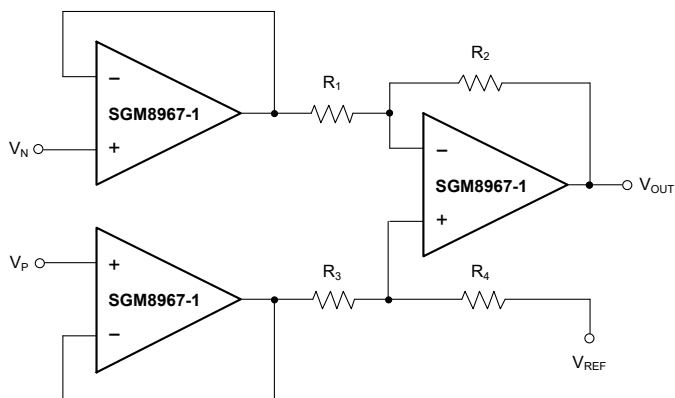 R1
R2
−
SGM8967-1
+
VN
−
SGM8967-1
+
VOUT
VP
+
SGM8967-1
−
R3
R4
VREF